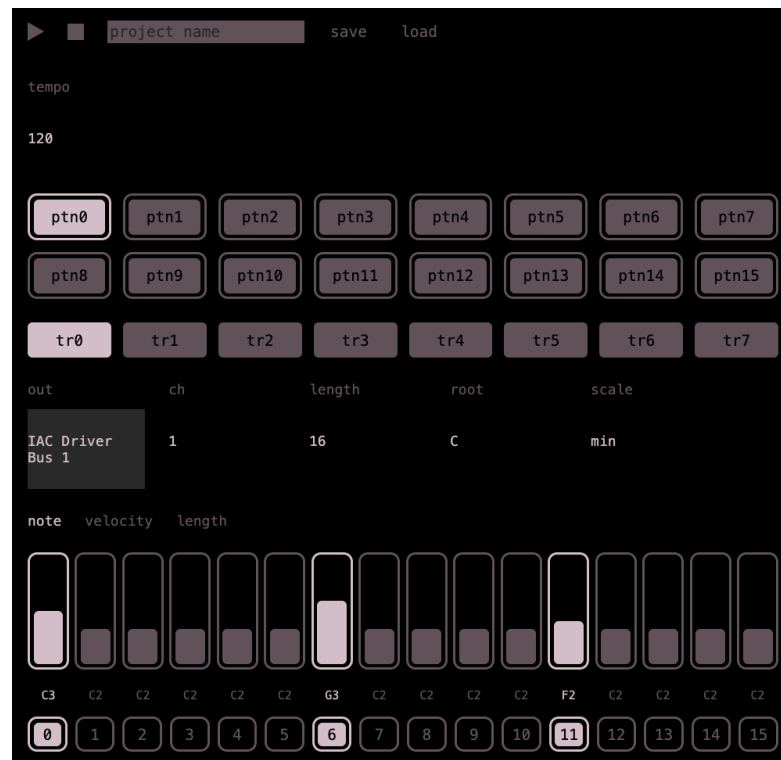 project name save load
tempo
120
ptn0 ptn1 ptn2 ptn3 ptn4 ptn5 ptn6 ptn7
ptn8 ptn9 ptn10 ptn11 ptn12 ptn13 ptn14 ptn15
tr0 tr1 tr2 tr3 tr4 tr5 tr6 tr7
out ch length root scale
IAC Driver 1 16 C min
Bus 1
note velocity length
C3 C2 C2 C2 C2 C2 G3 C2 C2 C2 C2 F2 C2 C2 C2 C2
0 1 2 3 4 5 6 7 8 9 10 11 12 13 14 15